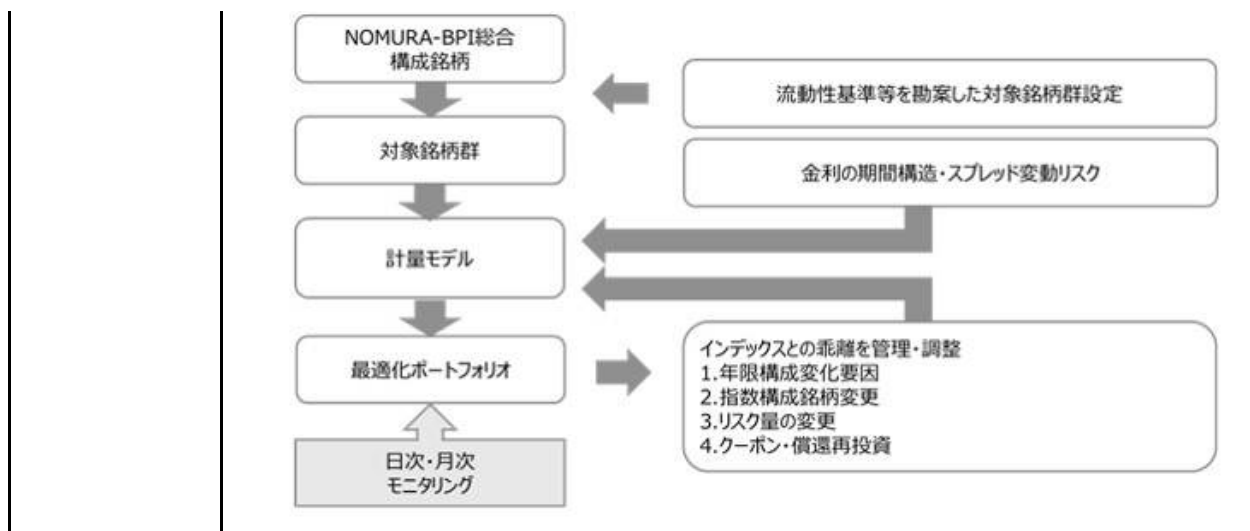 NOMURA-BPI総合
構成銘柄
流動性基準等を勘案した対象銘柄群設定
対象銘柄群
金利の期間構造・スプレッド変動リスク
計量モデル
最適化ポートフォリオ
インデックスとの乖離を管理・調整
1.年限構成変化要因
2.指数構成銘柄変更
3.リスク量の変更
4.クーポン・償還再投資
日次・月次
モニタリング